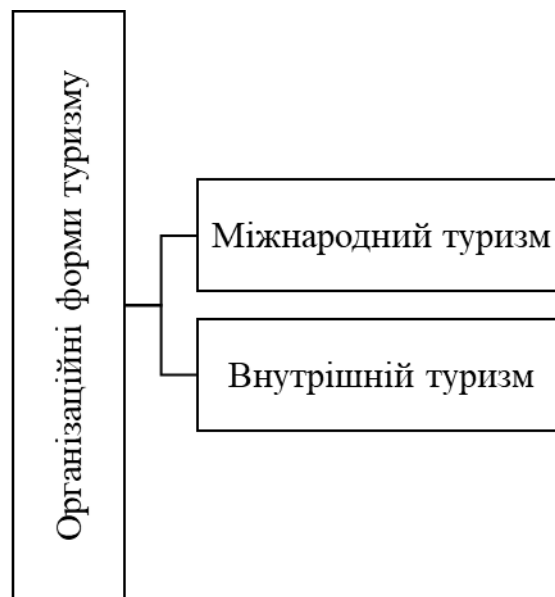 Організаційні форми туризму
Міжнародний туризм
Внутрішній туризм